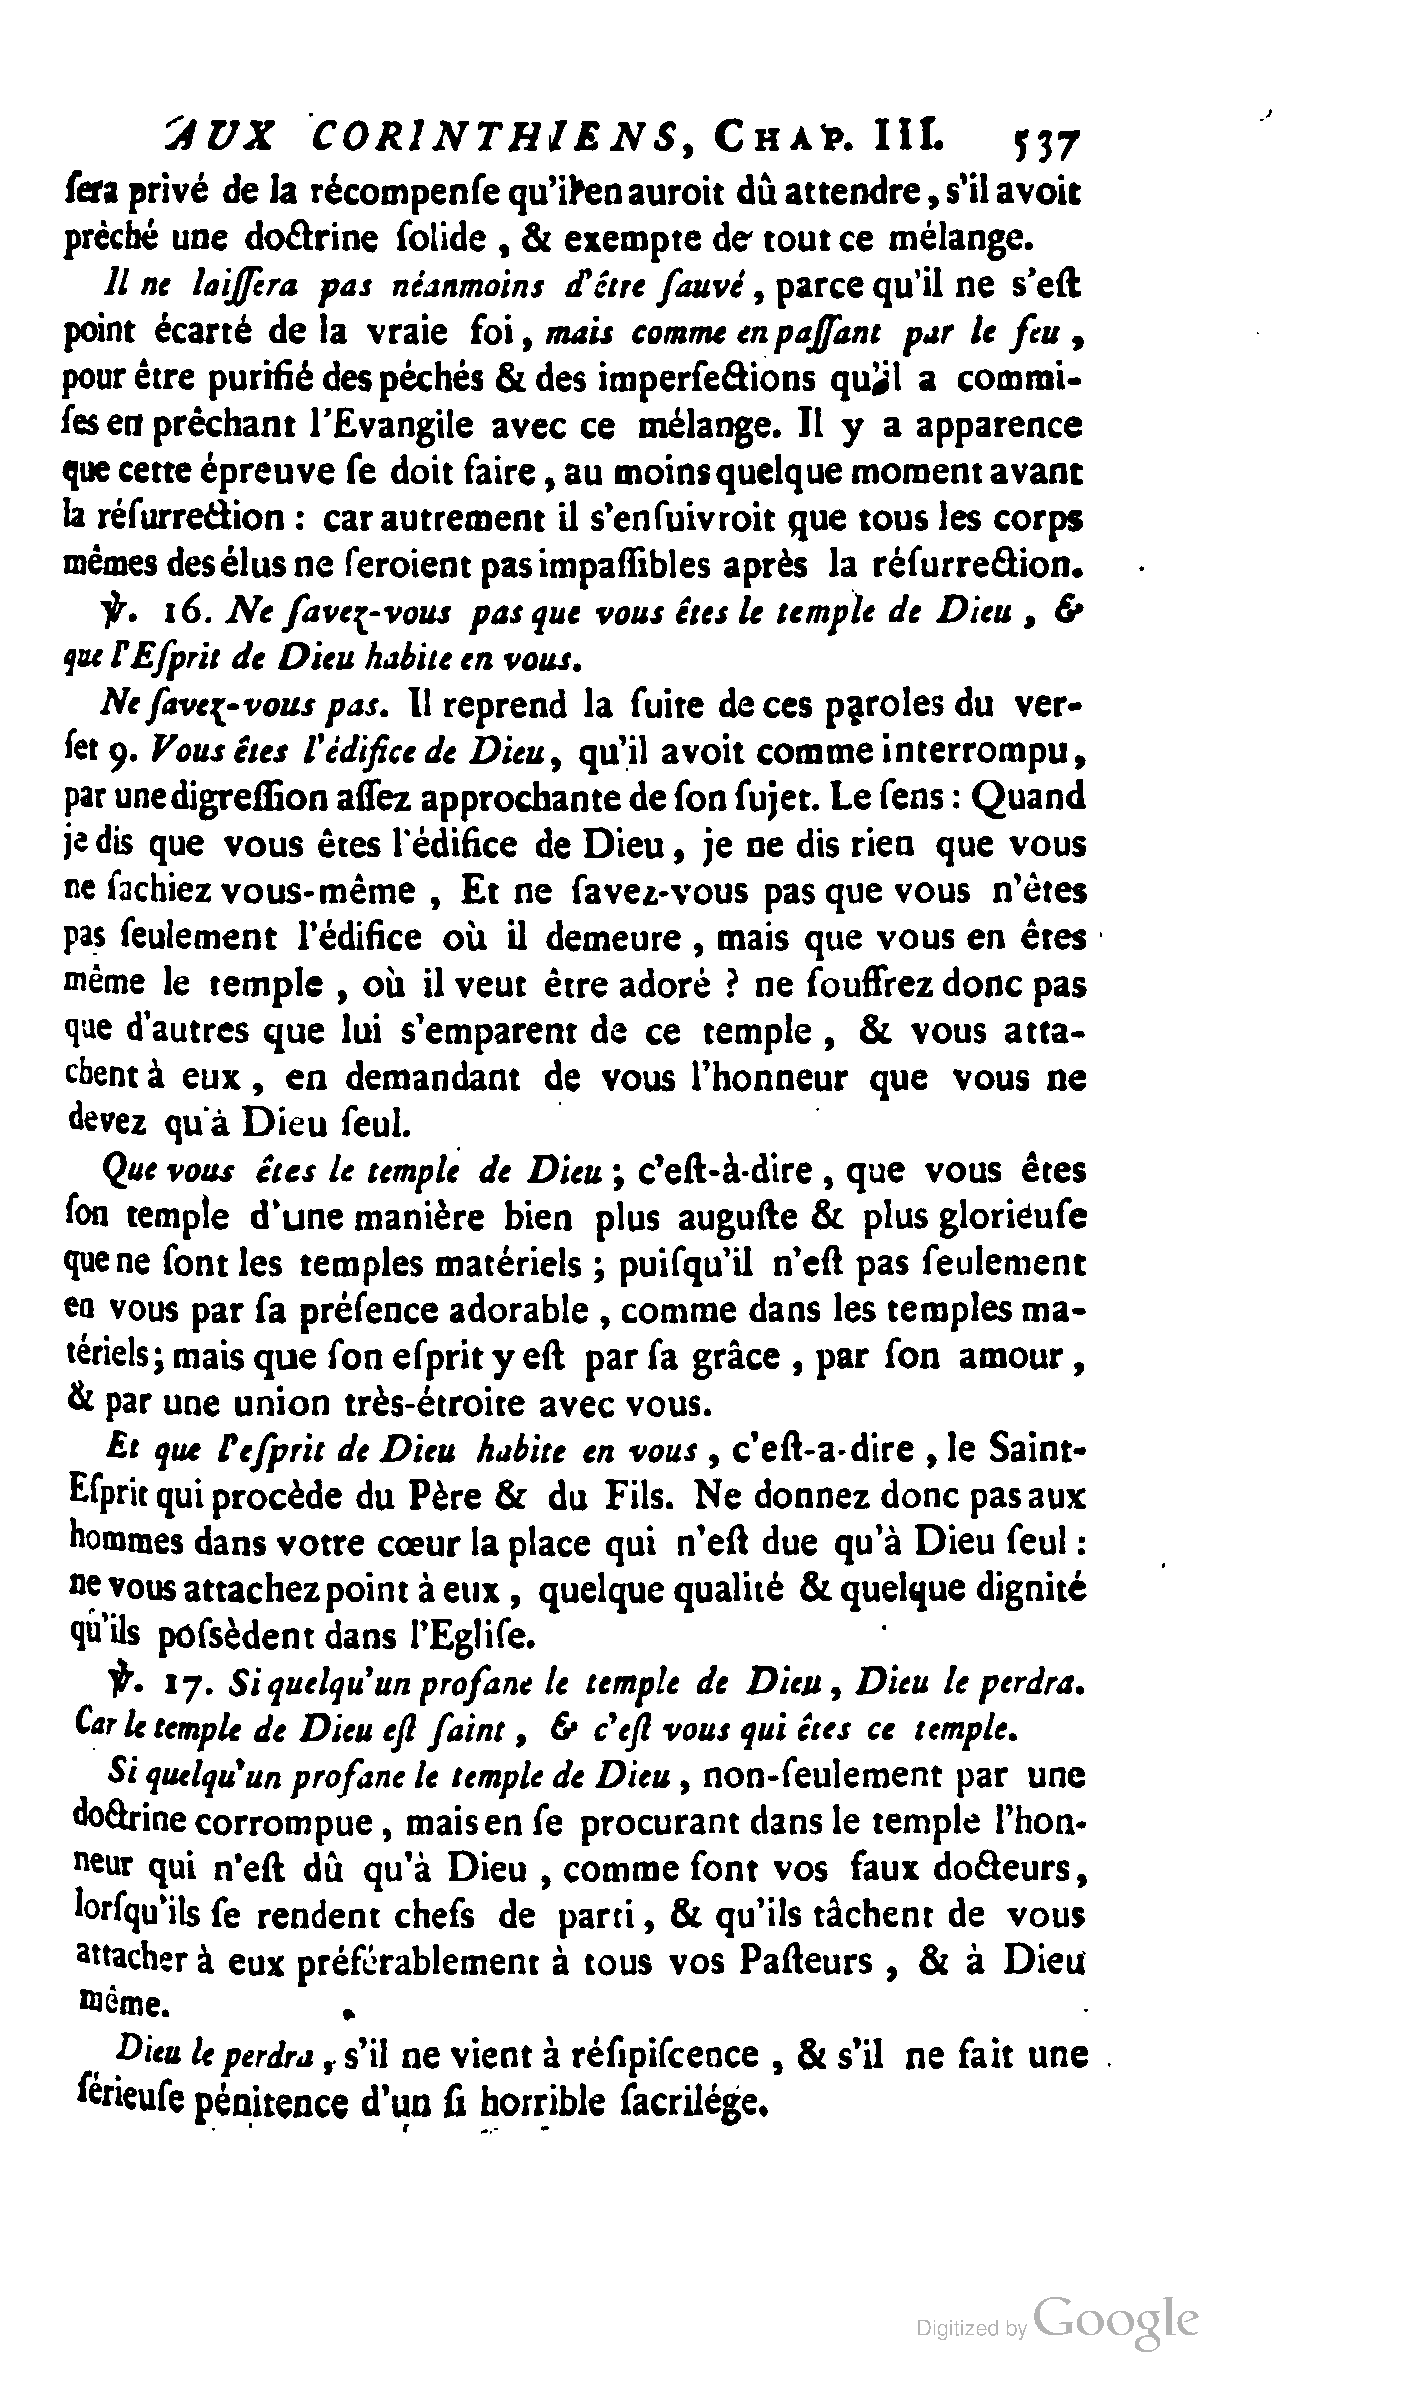 AUX CORINTHIENS, CHAP. III. 537
ſera privé de la récompenſe qu'il en auroit dû attendre, s'il avoit
prêché une doctrine ſolide, & exempte de tout ce mélange.
Il ne laiſſera pas néanmoins d'être ſauvé, parce qu'il ne s'eſt
point écarté de la vraie foi, mais comme en paſſant par le feu,
pour être purifié des péchés & des imperfections qu'il a commi-
ſes en prêchant l'Evangile avec ce mélange. Il y a apparence
que cette épreuve ſe doit faire, au moins quelque moment avant
la réſurrection : car autrement il s'enſuivroit que tous les corps
mêmes des élus ne ſeroient pas impaſſibles après la réſurrection.
℣. 16. Ne ſavez-vous pas que vous êtes le temple de Dieu, &
que l'Eſprit de Dieu habite en vous.
Ne ſavez-vous pas. Il reprend la ſuite de ces paroles du ver-
ſet 9. Vous êtes l'édifice de Dieu, qu'il avoit comme interrompu,
par une digreſſion aſſez approchante de ſon ſujet. Le ſens : Quand
je dis que vous êtes l'édifice de Dieu, je ne dis rien que vous
ne ſachiez vous-même, Et ne ſavez-vous pas que vous n'êtes
pas ſeulement l'édifice où il demeure, mais que vous en êtes
même le temple, où il veut être adoré ? ne ſouffrez donc pas
que d'autres que lui s'emparent de ce temple, & vous atta-
chent à eux, en demandant de vous l'honneur que vous ne
devez qu'à Dieu ſeul.
Que vous êtes le temple de Dieu ; c'eſt-à-dire, que vous êtes
ſon temple d'une manière bien plus auguſte & plus glorieuſe
que ne ſont les temples matériels ; puiſqu'il n'eſt pas ſeulement
en vous par ſa préſence adorable, comme dans les temples ma-
tériels; mais que ſon eſprit y eſt par ſa grâce, par ſon amour,
& par une union très-étroite avec vous.
Et que l'eſprit de Dieu habite en vous, c'eſt-a-dire, le Saint-
Eſprit qui procède du Père & du Fils. Ne donnez donc pas aux
hommes dans votre cœur la place qui n'eſt due qu'à Dieu ſeul :
ne vous attachez point à eux, quelque qualité & quelque dignité
qu'ils poſsèdent dans l'Egliſe.
℣. 17. Si quelqu'un profane le temple de Dieu, Dieu le perdra.
Car le temple de Dieu eſt ſaint, & c'eſt vous qui êtes ce temple.
Si quelqu'un profane le temple de Dieu, non-ſeulement par une
doctrine corrompue, mais en ſe procurant dans le temple l'hon-
neur qui n'eſt dû qu'à Dieu, comme font vos faux docteurs,
lorſqu'ils ſe rendent chefs de parti, & qu'ils tâchent de vous
attacher à eux préférablement à tous vos Paſteurs, & à Dieu
même.
Dieu le perdra, s'il ne vient à réſipiſcence, & s'il ne fait une
ſérieuſe pénitence d'un ſi horrible ſacrilége.
Digitized by Google